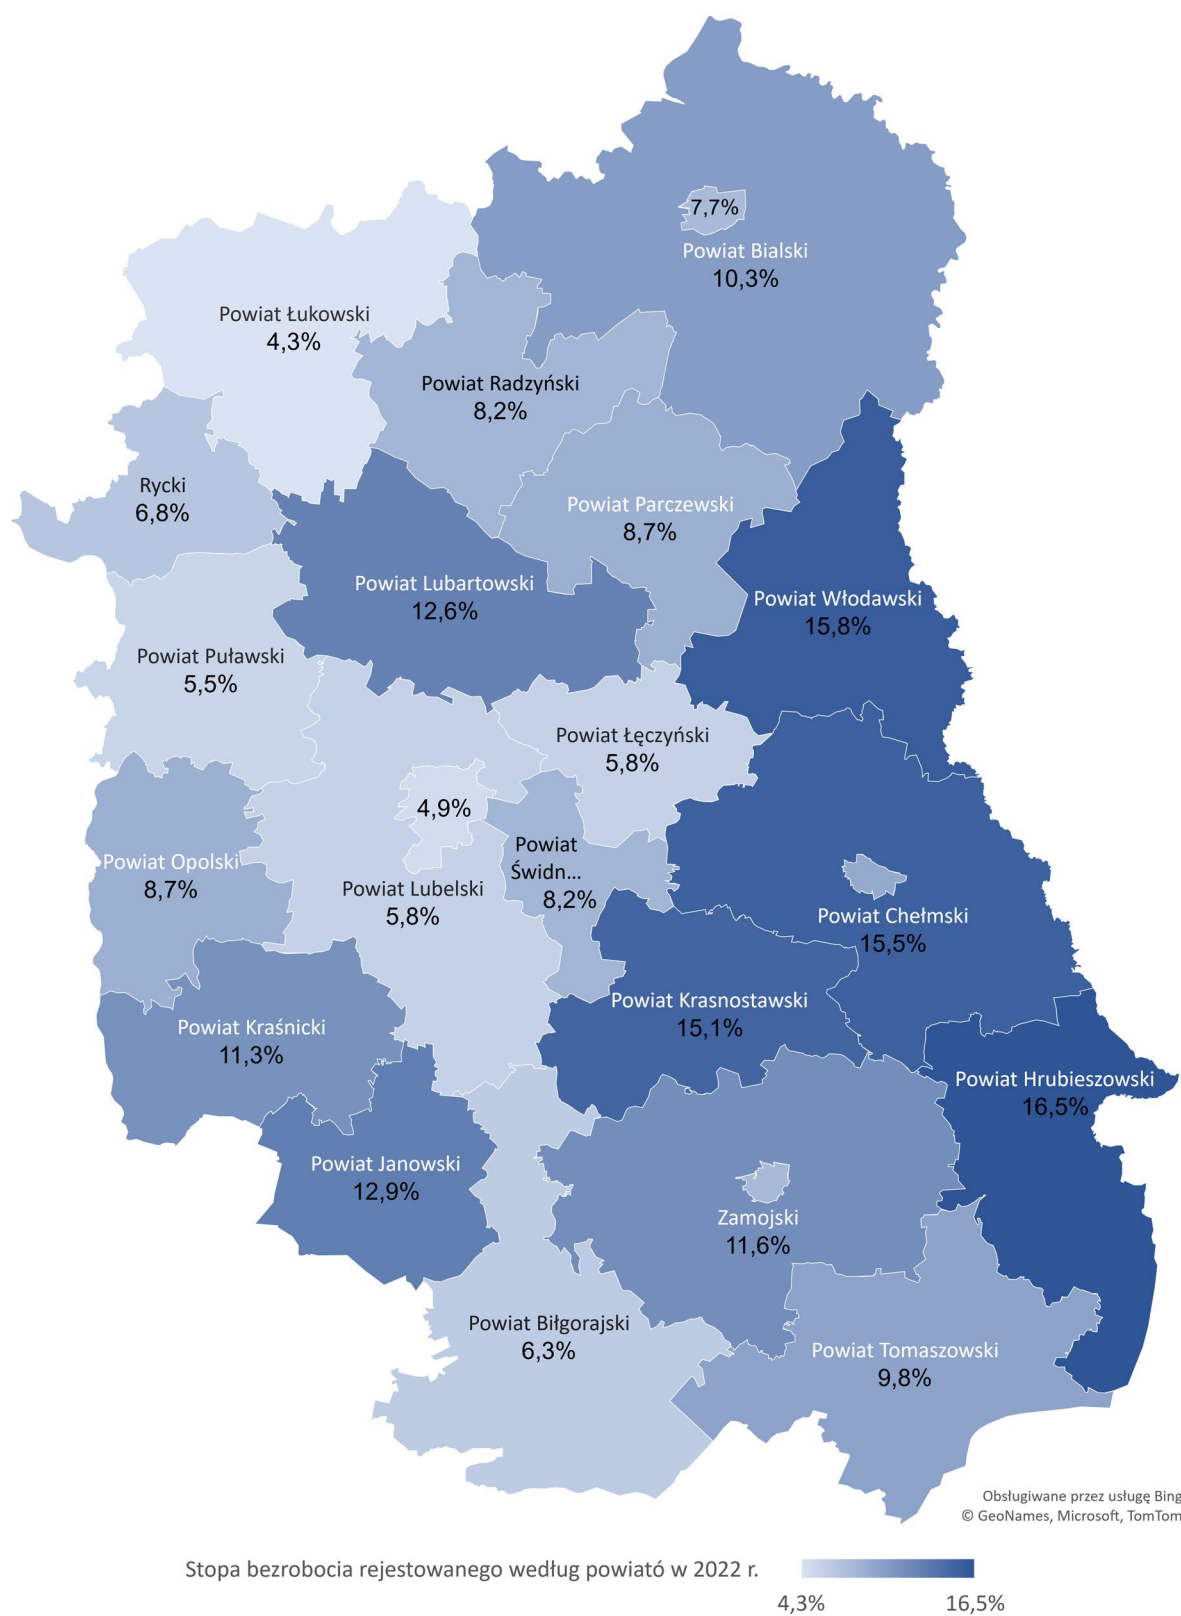 7,7%
Powiat Bialski
10,3%
Powiat Łukowski
4,3%
Powiat Radzyński
8,2%
Rycki
6,8%
Powiat Parczewski
8,7%
Powiat Lubartowski
12,6%
Powiat Włodawski
15,8%
Powiat Puławski
5,5%
Powiat Łęczyński
5,8%
4,9%
Powiat
Świdn...
8,2%
Powiat Opolski
8,7%
Powiat Lubelski
5,8%
Powiat Chełmski
15,5%
Powiat Krasnostawski
15,1%
Powiat Kraśnicki
11,3%
Powiat Hrubieszowski
16,5%
Powiat Janowski
12,9%
Zamojski
11,6%
Powiat Biłgorajski
6,3%
Powiat Tomaszowski
9,8%
Obsługiwane przez usługę Bing
© GeoNames, Microsoft, TomTom
Stopa bezrobocia rejestowanego według powiató w 2022 r.
4,3% 16,5%